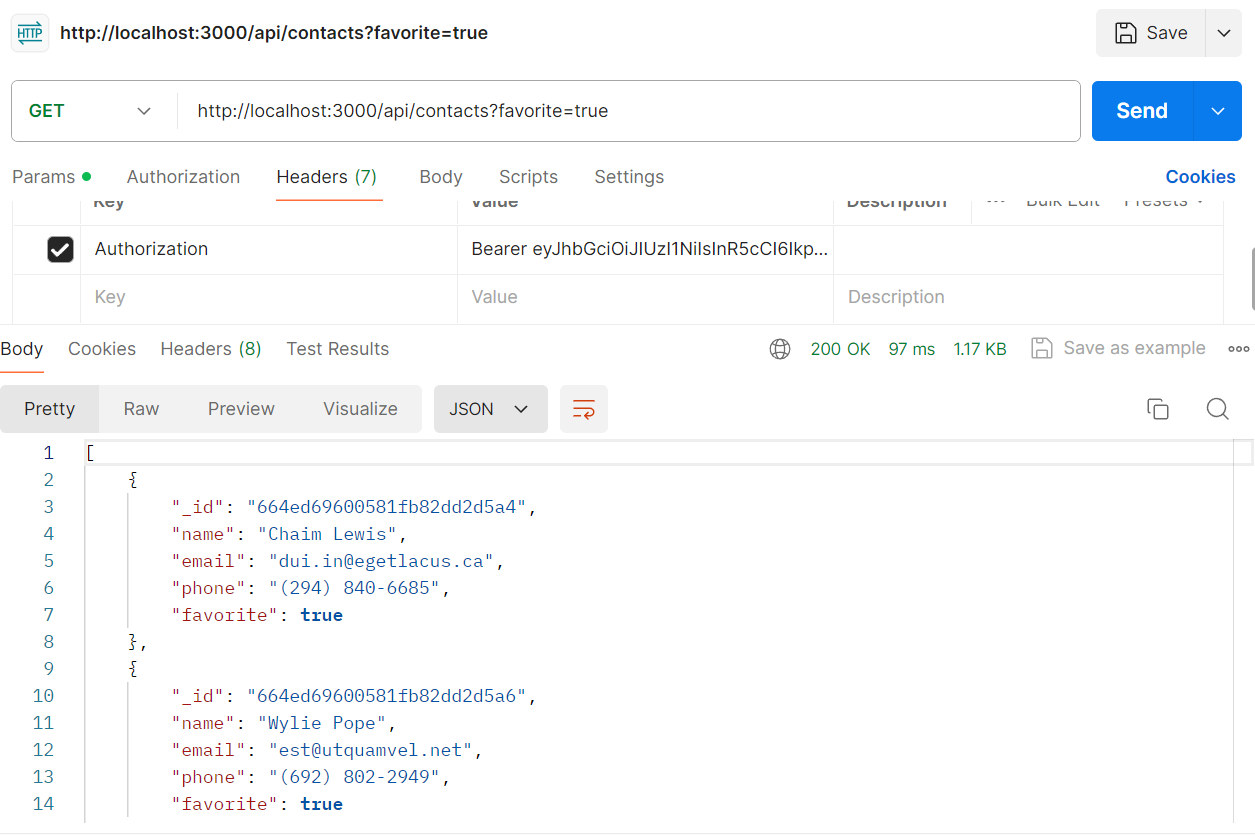 HTTP http://localhost:3000/api/contacts?favorite=true Save
GET http://localhost:3000/api/contacts?favorite=true Send
Params Authorization Headers (7) Body Scripts Settings Cookies
Key Value Description Bulk Edit Presets
Authorization Bearer eyJhbGciOiJIUzI1NiIsInR5cCI6Ikp...
Key Value Description
Body Cookies Headers (8) Test Results 200 OK 97 ms 1.17 KB Save as example
Pretty Raw Preview Visualize JSON
1 [
2 {
3 "_id": "664ed69600581fb82dd2d5a4",
4 "name": "Chaim Lewis",
5 "email": "dui.in@egetlacus.ca",
6 "phone": "(294) 840-6685",
7 "favorite": true
8 },
9 {
10 "_id": "664ed69600581fb82dd2d5a6",
11 "name": "Wylie Pope",
12 "email": "est@utquamvel.net",
13 "phone": "(692) 802-2949",
14 "favorite": true